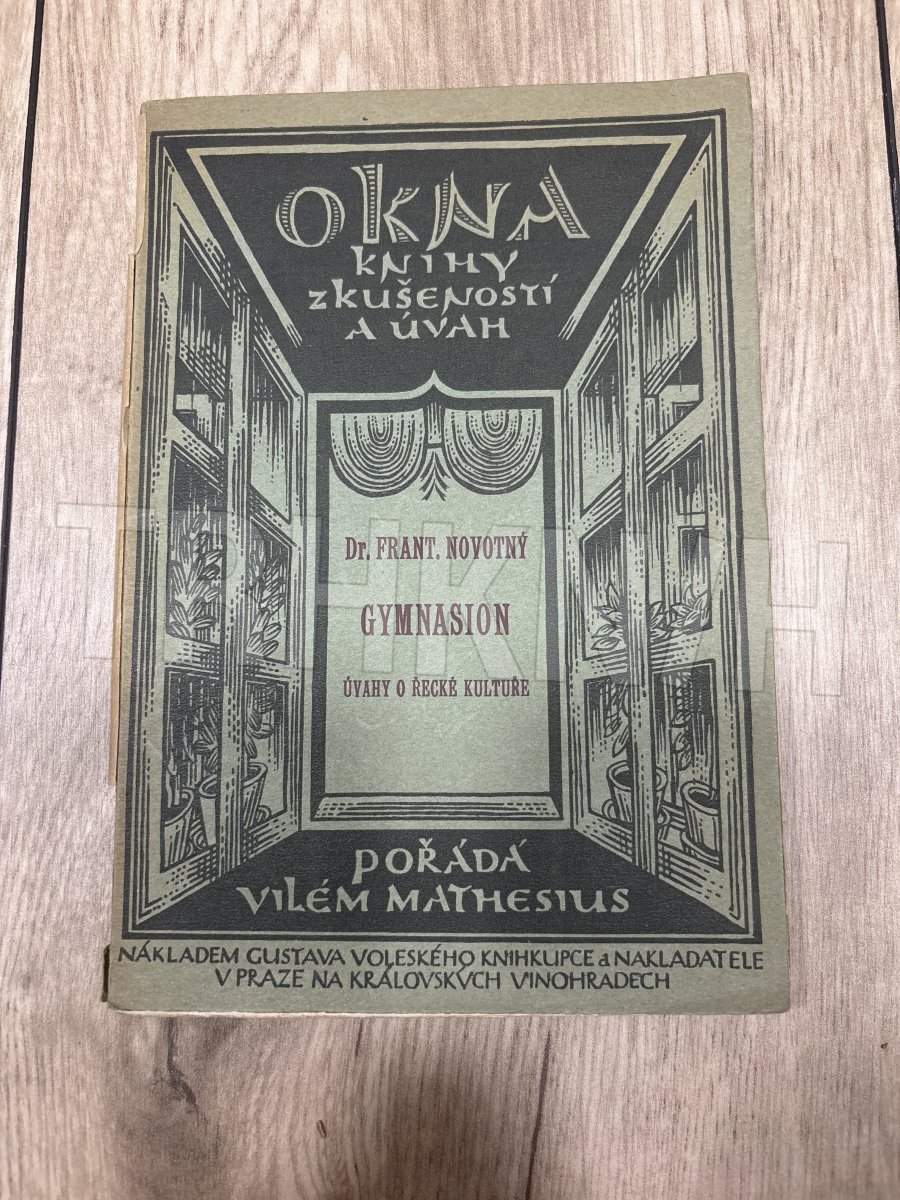 OKNA
KNIHY
ZKUŠENOSTÍ
A ÚVAH
Dr. FRANT. NOVOTNÝ
GYMNASION
ÚVAHY O ŘECKÉ KULTUŘE
POŘÁDÁ
VILÉM MATHESIUS
NÁKLADEM GUSTAVA VOLESKÉHO KNIHKUPCE a NAKLADATELE
V PRAZE NA KRÁLOVSKÝCH VINOHRADECH